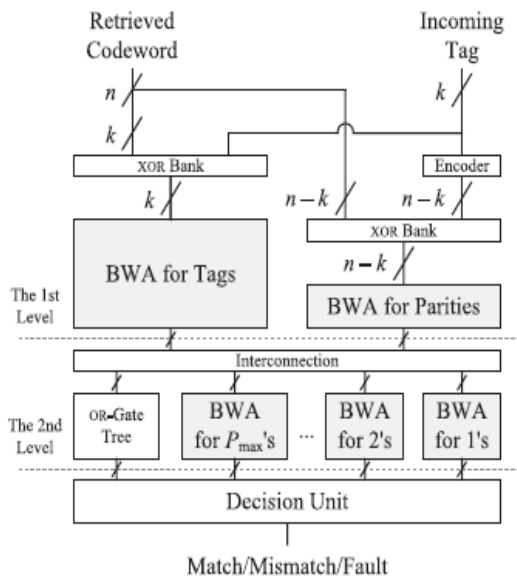 Retrieved
Codeword
Incoming
Tag
n
k
k
XOR Bank
Encoder
k
n − k
n − k
XOR Bank
BWA for Tags
n − k
BWA for Parities
The 1st
Level
Interconnection
The 2nd
Level
OR-Gate
Tree
BWA
for Pmax's
...
BWA
for 2's
BWA
for 1's
Decision Unit
Match/Mismatch/Fault